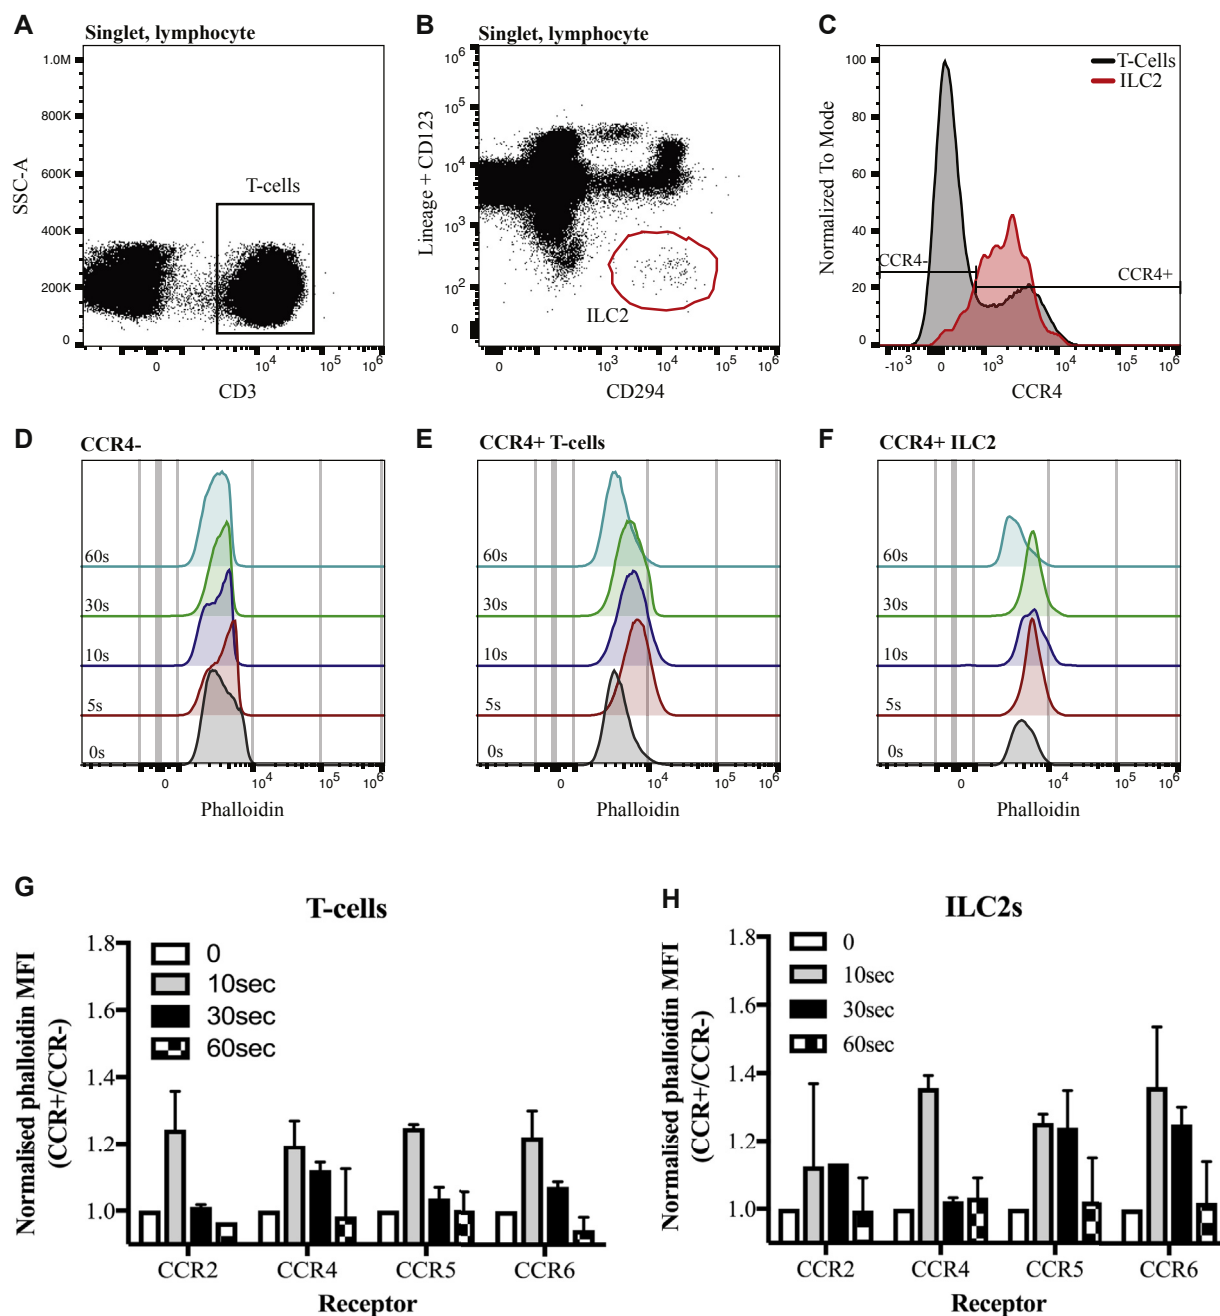 A
Singlet, lymphocyte
1.0M
800K
600K
400K
200K
0
SSC-A
T-cells
0 10^4 10^5 10^6
CD3
B
Singlet, lymphocyte
10^6
10^5
10^4
10^3
10^2
0
Lineage + CD123
ILC2
0 10^3 10^4 10^5 10^6
CD294
C
T-Cells
ILC2
100
80
60
40
20
0
Normalized To Mode
CCR4-
CCR4+
-10^3 0 10^3 10^4 10^5 10^6
CCR4
D
CCR4-
60s
30s
10s
5s
0s
0 10^4 10^5 10^6
Phalloidin
E
CCR4+ T-cells
60s
30s
10s
5s
0s
0 10^4 10^5 10^6
Phalloidin
F
CCR4+ ILC2
60s
30s
10s
5s
0s
0 10^4 10^5 10^6
Phalloidin
G
T-cells
Normalised phalloidin MFI
(CCR+/CCR-)
1.8
1.6
1.4
1.2
1.0
0
10sec
30sec
60sec
CCR2 CCR4 CCR5 CCR6
Receptor
H
ILC2s
Normalised phalloidin MFI
(CCR+/CCR-)
1.8
1.6
1.4
1.2
1.0
0
10sec
30sec
60sec
CCR2 CCR4 CCR5 CCR6
Receptor